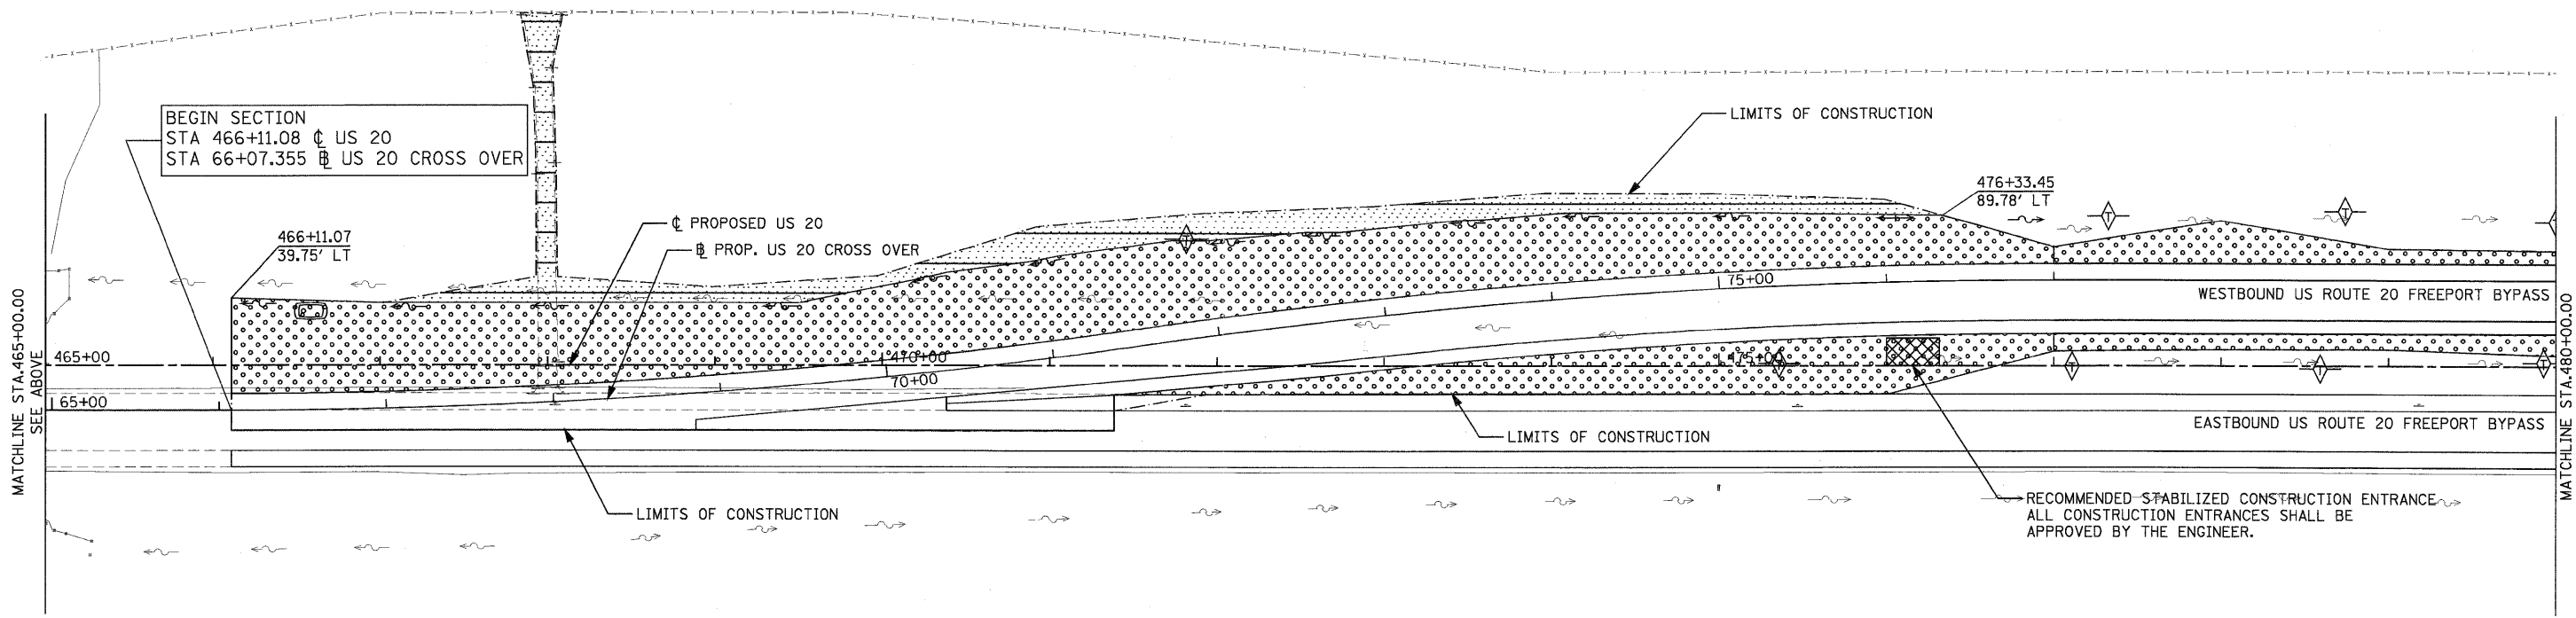 BEGIN SECTION
STA 466+11.08 ℄ US 20
STA 66+07.355 B̲L US 20 CROSS OVER
LIMITS OF CONSTRUCTION
476+33.45
89.78' LT
℄ PROPOSED US 20
BL PROP. US 20 CROSS OVER
466+11.07
39.75' LT
75+00
WESTBOUND US ROUTE 20 FREEPORT BYPASS
MATCHLINE STA.465+00.00
SEE ABOVE
465+00
470+00
475+00
70+00
65+00
MATCHLINE STA.480+00.00
EASTBOUND US ROUTE 20 FREEPORT BYPASS
LIMITS OF CONSTRUCTION
LIMITS OF CONSTRUCTION
RECOMMENDED STABILIZED CONSTRUCTION ENTRANCE
ALL CONSTRUCTION ENTRANCES SHALL BE
APPROVED BY THE ENGINEER.
T
T
T
T
T
T
T